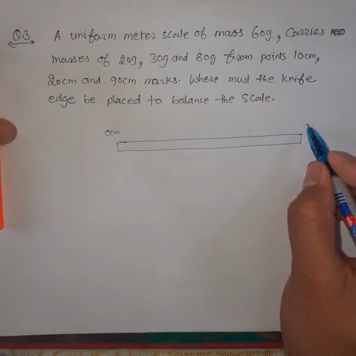 Q3. A uniform meter scale of mass 60g, Carries
masses of 20g, 30g and 80g from points 10cm,
20cm and 90cm marks. Where must the knife
edge be placed to balance the scale.
0cm